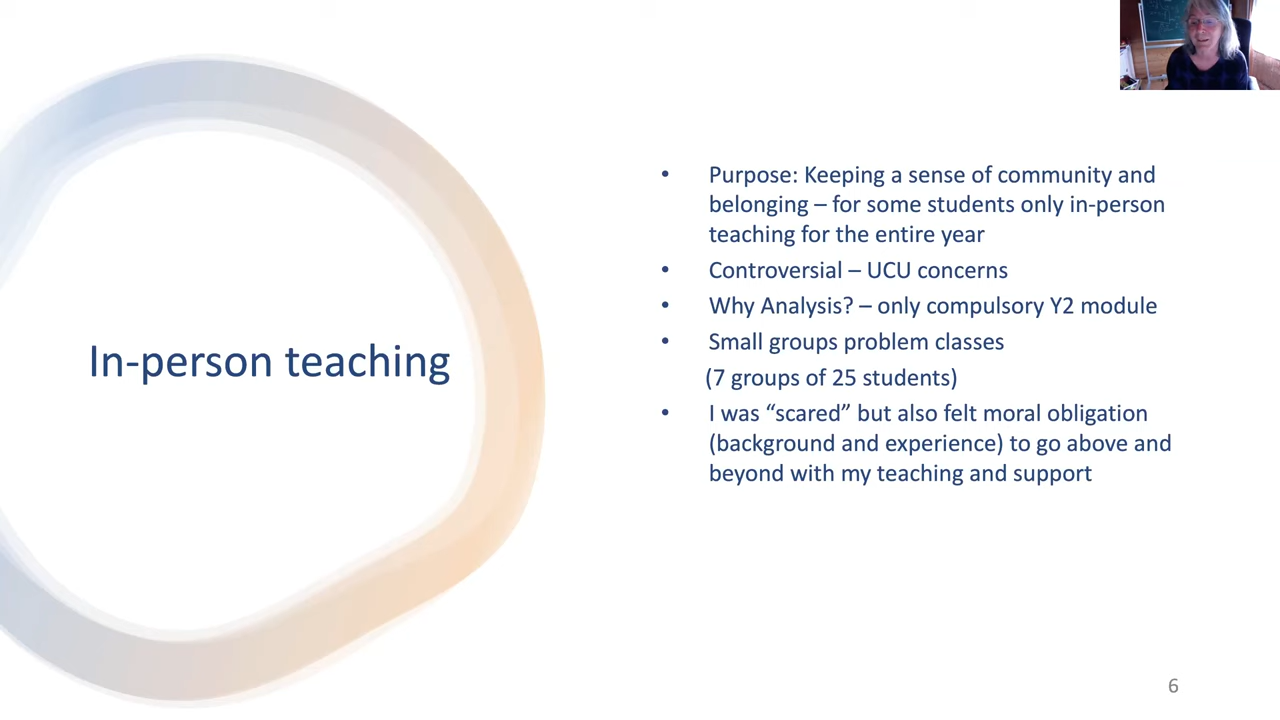 In-person teaching
• Purpose: Keeping a sense of community and
belonging – for some students only in-person
teaching for the entire year
• Controversial – UCU concerns
• Why Analysis? – only compulsory Y2 module
• Small groups problem classes
(7 groups of 25 students)
• I was “scared” but also felt moral obligation
(background and experience) to go above and
beyond with my teaching and support
6